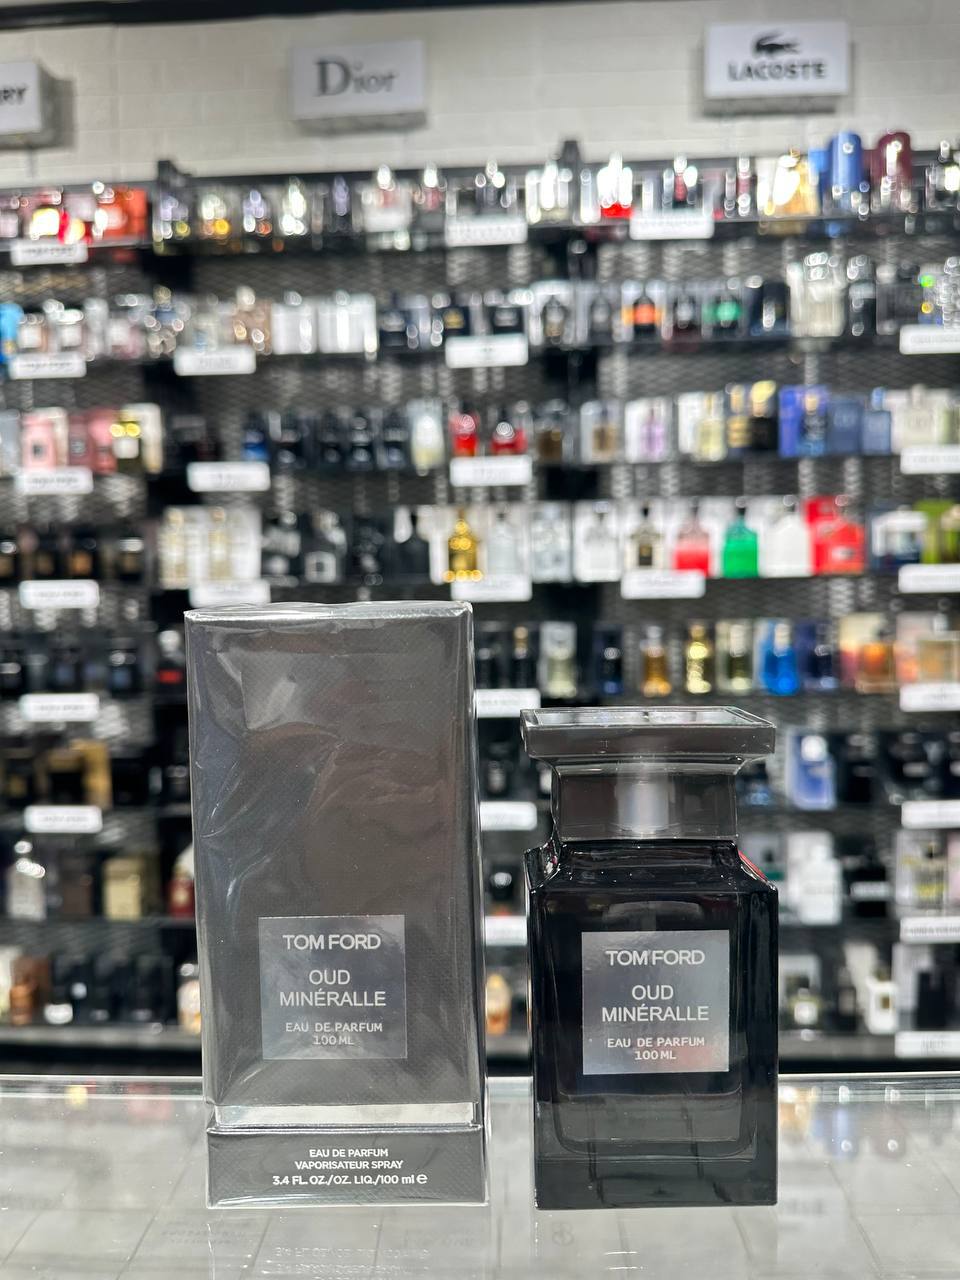 RY
Dior
LACOSTE
TOM FORD
OUD
MINÉRALLE
EAU DE PARFUM
100 ML
EAU DE PARFUM
VAPORISATEUR SPRAY
3.4 FL. OZ./OZ. LIQ./100 ml e
TOM FORD
OUD
MINÉRALLE
EAU DE PARFUM
100 ML